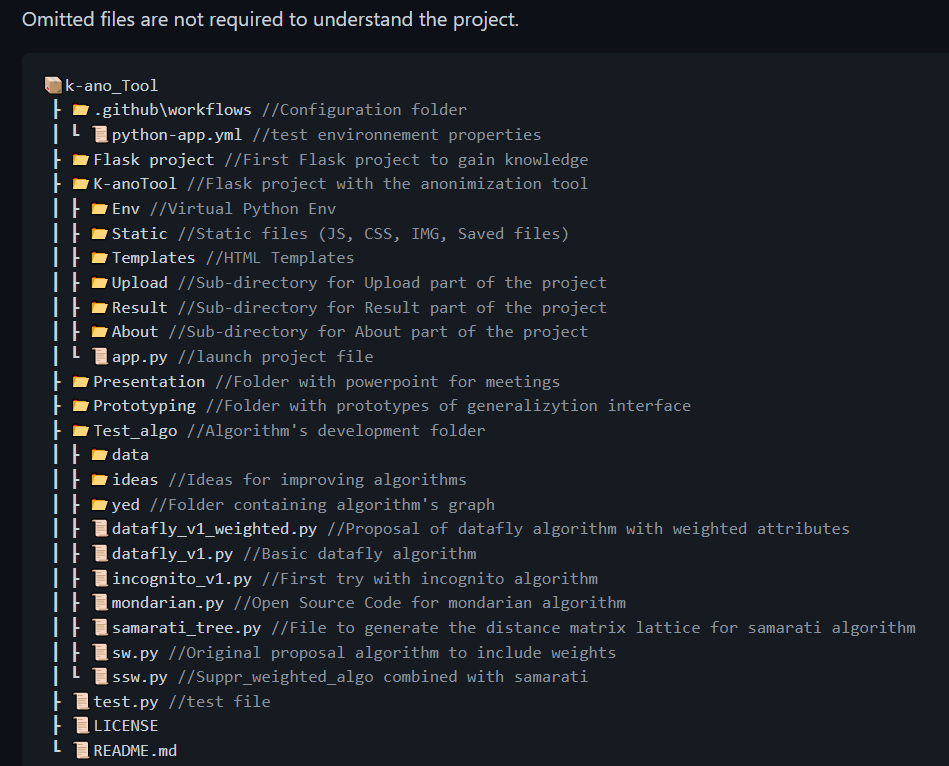 Omitted files are not required to understand the project.
📦k-ano_Tool
┣ 📂.github\workflows //Configuration folder
┃ ┗ 📜python-app.yml //test environnement properties
┣ 📂Flask project //First Flask project to gain knowledge
┣ 📂K-anoTool //Flask project with the anonimization tool
┃ ┣ 📂Env //Virtual Python Env
┃ ┣ 📂Static //Static files (JS, CSS, IMG, Saved files)
┃ ┣ 📂Templates //HTML Templates
┃ ┣ 📂Upload //Sub-directory for Upload part of the project
┃ ┣ 📂Result //Sub-directory for Result part of the project
┃ ┣ 📂About //Sub-directory for About part of the project
┃ ┗ 📜app.py //launch project file
┣ 📂Presentation //Folder with powerpoint for meetings
┣ 📂Prototyping //Folder with prototypes of generalizytion interface
┣ 📂Test_algo //Algorithm's development folder
┃ ┣ 📂data
┃ ┣ 📂ideas //Ideas for improving algorithms
┃ ┣ 📂yed //Folder containing algorithm's graph
┃ ┣ 📜datafly_v1_weighted.py //Proposal of datafly algorithm with weighted attributes
┃ ┣ 📜datafly_v1.py //Basic datafly algorithm
┃ ┣ 📜incognito_v1.py //First try with incognito algorithm
┃ ┣ 📜mondarian.py //Open Source Code for mondarian algorithm
┃ ┣ 📜samarati_tree.py //File to generate the distance matrix lattice for samarati algorithm
┃ ┣ 📜sw.py //Original proposal algorithm to include weights
┃ ┗ 📜ssw.py //Suppr_weighted_algo combined with samarati
┣ 📜test.py //test file
┣ 📜LICENSE
┗ 📜README.md